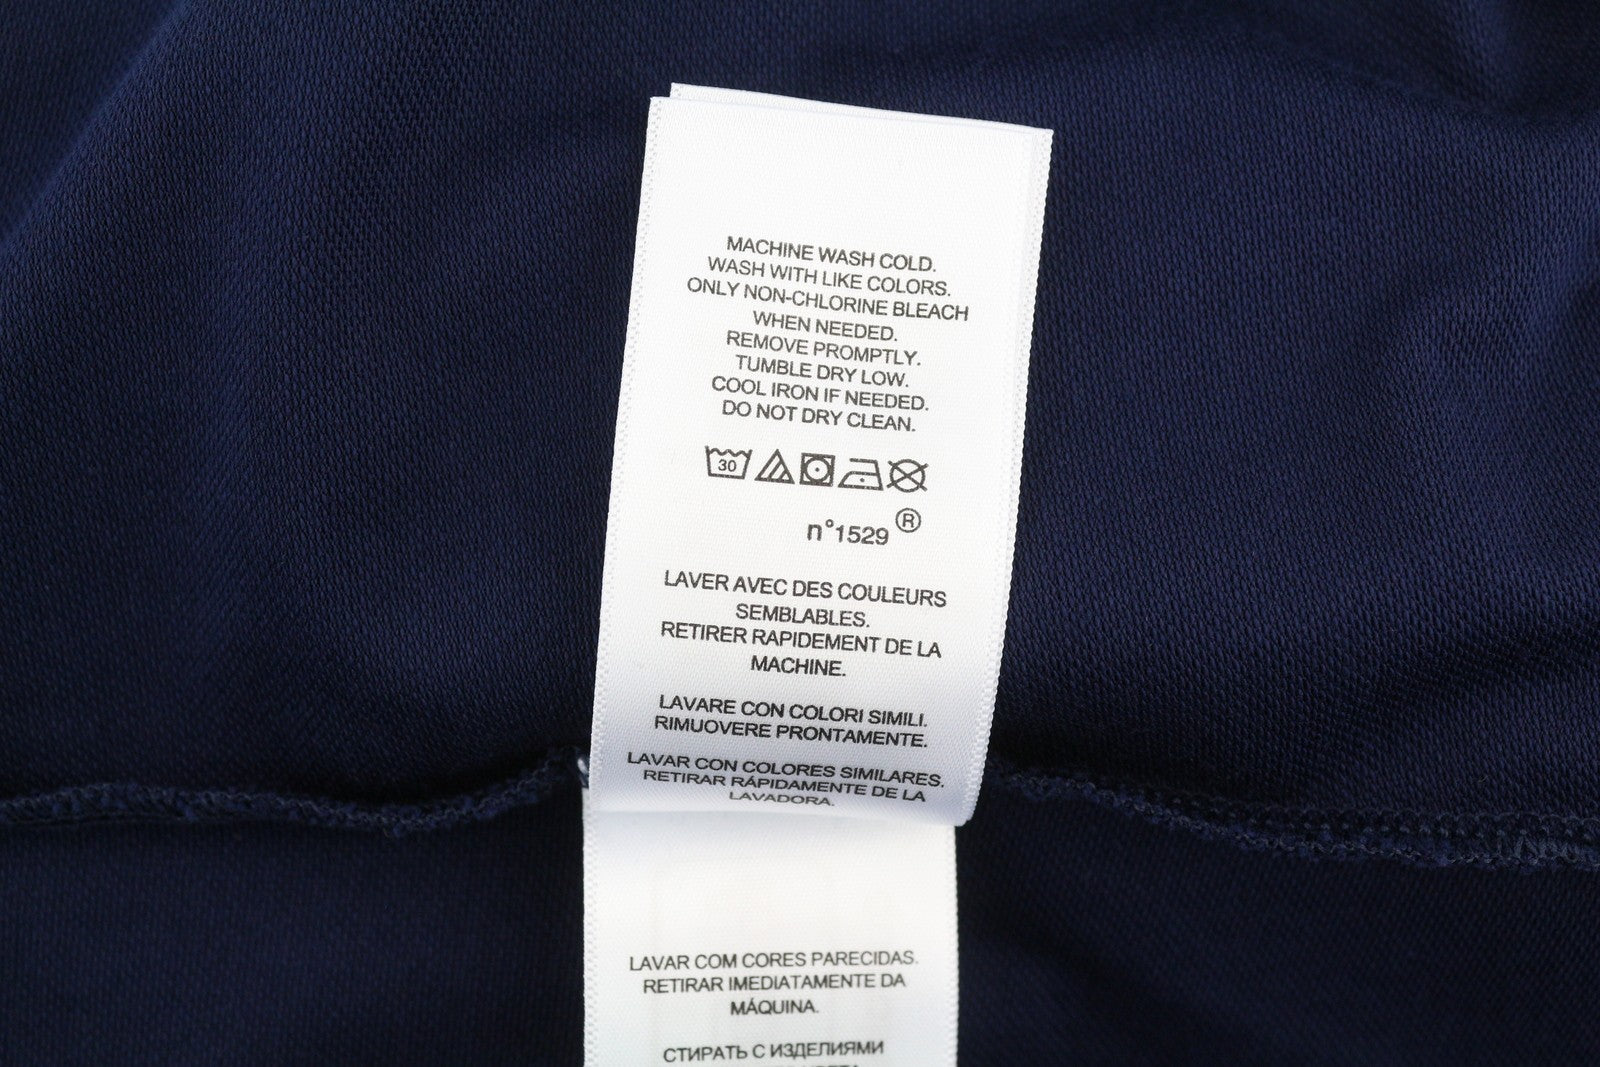 MACHINE WASH COLD.
WASH WITH LIKE COLORS.
ONLY NON-CHLORINE BLEACH
WHEN NEEDED.
REMOVE PROMPTLY.
TUMBLE DRY LOW.
COOL IRON IF NEEDED.
DO NOT DRY CLEAN.
30
n°1529 ®
LAVER AVEC DES COULEURS
SEMBLABLES.
RETIRER RAPIDEMENT DE LA
MACHINE.
LAVARE CON COLORI SIMILI.
RIMUOVERE PRONTAMENTE.
LAVAR CON COLORES SIMILARES.
RETIRAR RÁPIDAMENTE DE LA
LAVADORA.
LAVAR COM CORES PARECIDAS.
RETIRAR IMEDIATAMENTE DA
MÁQUINA.
СТИРАТЬ С ИЗДЕЛИЯМИ